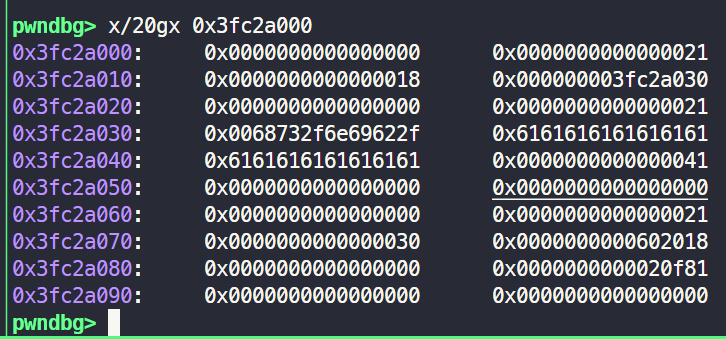 pwndbg> x/20gx 0x3fc2a000
0x3fc2a000: 0x0000000000000000 0x0000000000000021
0x3fc2a010: 0x0000000000000018 0x000000003fc2a030
0x3fc2a020: 0x0000000000000000 0x0000000000000021
0x3fc2a030: 0x0068732f6e69622f 0x6161616161616161
0x3fc2a040: 0x6161616161616161 0x0000000000000041
0x3fc2a050: 0x0000000000000000 0x0000000000000000
0x3fc2a060: 0x0000000000000000 0x0000000000000021
0x3fc2a070: 0x0000000000000030 0x0000000000602018
0x3fc2a080: 0x0000000000000000 0x0000000000020f81
0x3fc2a090: 0x0000000000000000 0x0000000000000000
pwndbg>